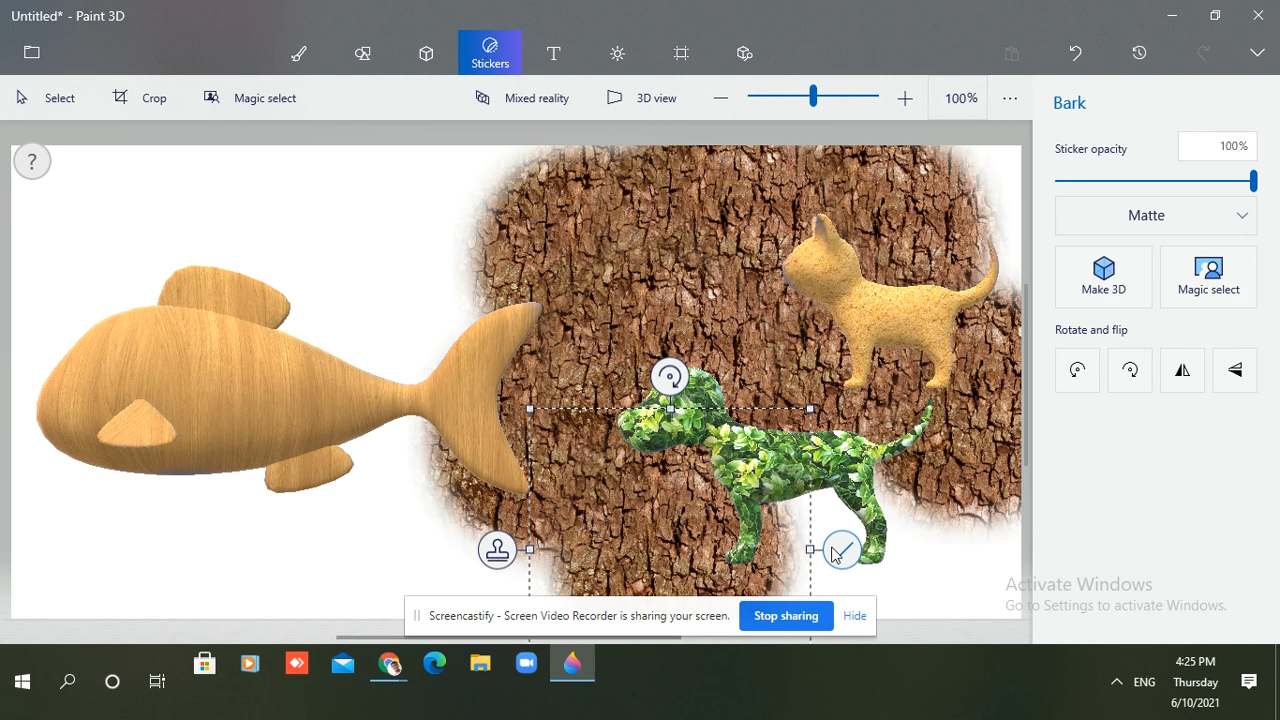 Untitled* - Paint 3D
Stickers
Select
Crop
Magic select
Mixed reality
3D view
100%
Bark
Sticker opacity
100%
Matte
Make 3D
Magic select
Rotate and flip
?
Activate Windows
Go to Settings to activate Windows.
Screencastify - Screen Video Recorder is sharing your screen.
Stop sharing
Hide
ENG
4:25 PM
Thursday
6/10/2021